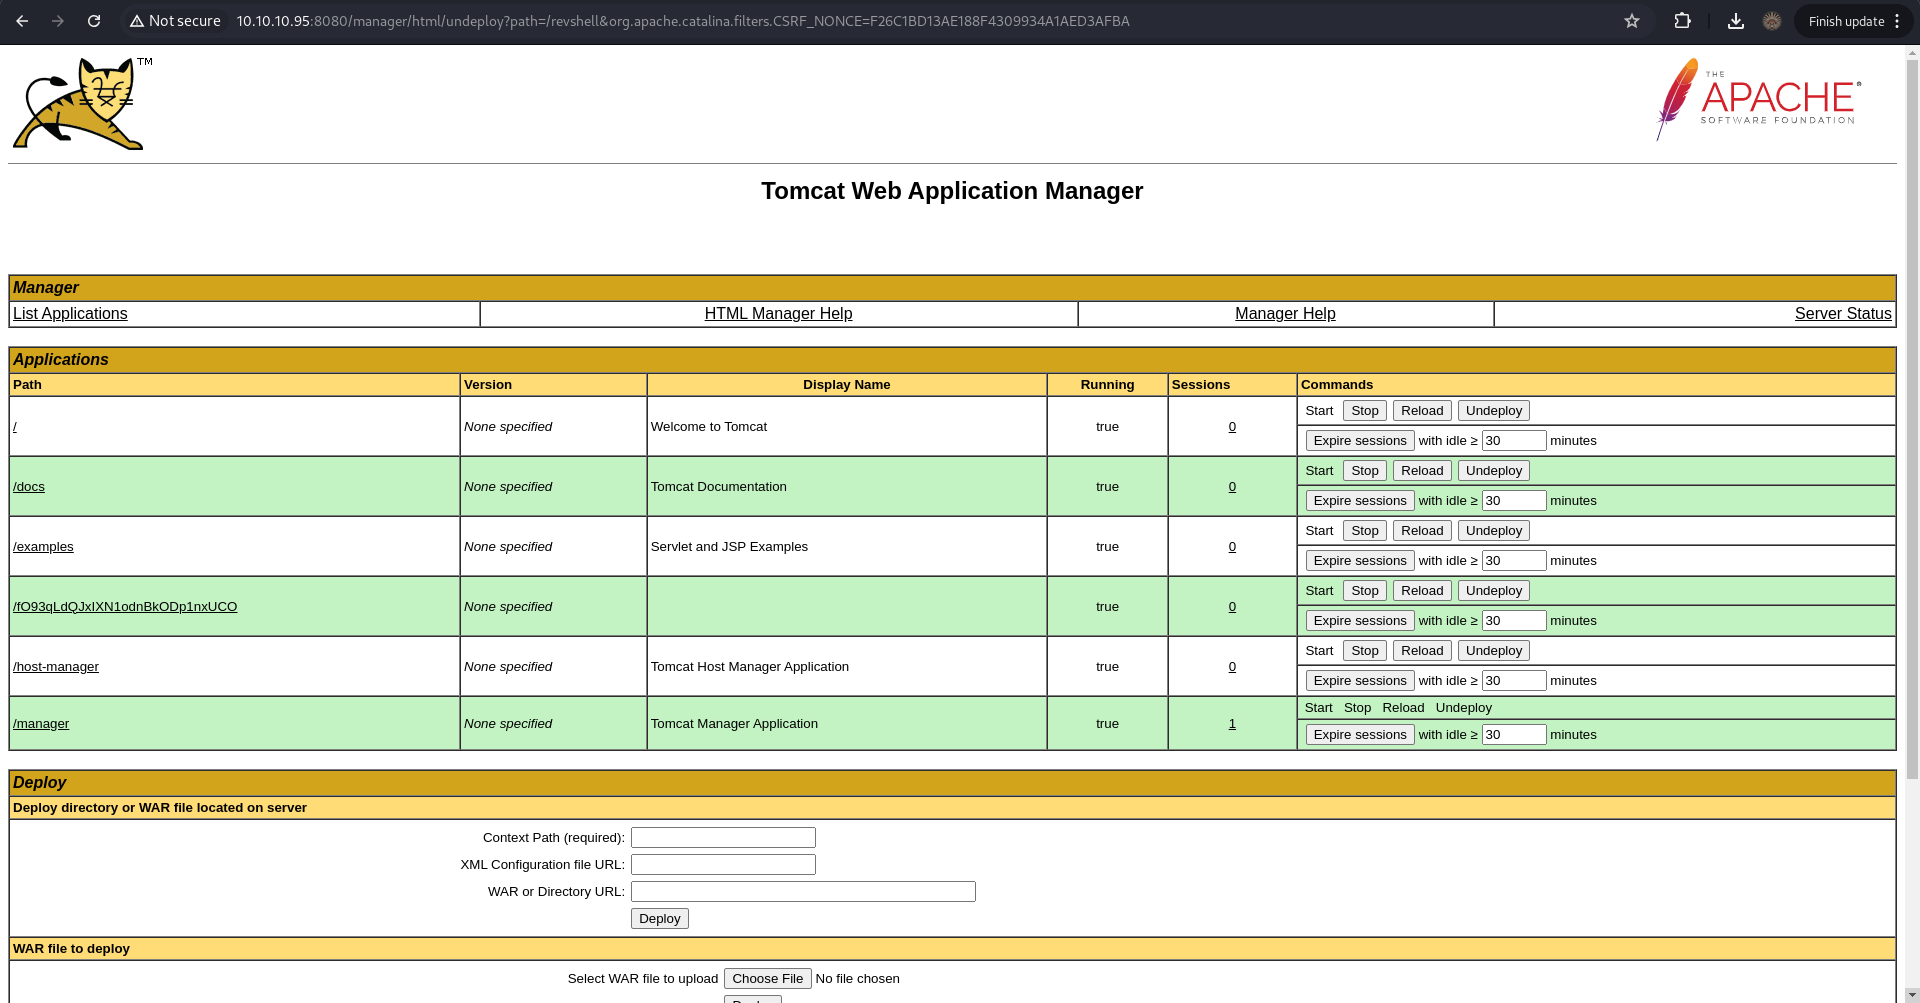 Not secure 10.10.10.95:8080/manager/html/undeploy?path=/revshell&org.apache.catalina.filters.CSRF_NONCE=F26C1BD13AE188F4309934A1AED3AFBA Finish update
TM
THE
APACHE®
SOFTWARE FOUNDATION
Tomcat Web Application Manager
Manager
List Applications HTML Manager Help Manager Help Server Status
Applications
Path Version Display Name Running Sessions Commands
/ None specified Welcome to Tomcat true 0 Start Stop Reload Undeploy
Expire sessions with idle ≥ 30 minutes
/docs None specified Tomcat Documentation true 0 Start Stop Reload Undeploy
Expire sessions with idle ≥ 30 minutes
/examples None specified Servlet and JSP Examples true 0 Start Stop Reload Undeploy
Expire sessions with idle ≥ 30 minutes
/fO93qLdQJxIXN1odnBkODp1nxUCO None specified true 0 Start Stop Reload Undeploy
Expire sessions with idle ≥ 30 minutes
/host-manager None specified Tomcat Host Manager Application true 0 Start Stop Reload Undeploy
Expire sessions with idle ≥ 30 minutes
/manager None specified Tomcat Manager Application true 1 Start Stop Reload Undeploy
Expire sessions with idle ≥ 30 minutes
Deploy
Deploy directory or WAR file located on server
Context Path (required):
XML Configuration file URL:
WAR or Directory URL:
Deploy
WAR file to deploy
Select WAR file to upload Choose File No file chosen
Deploy